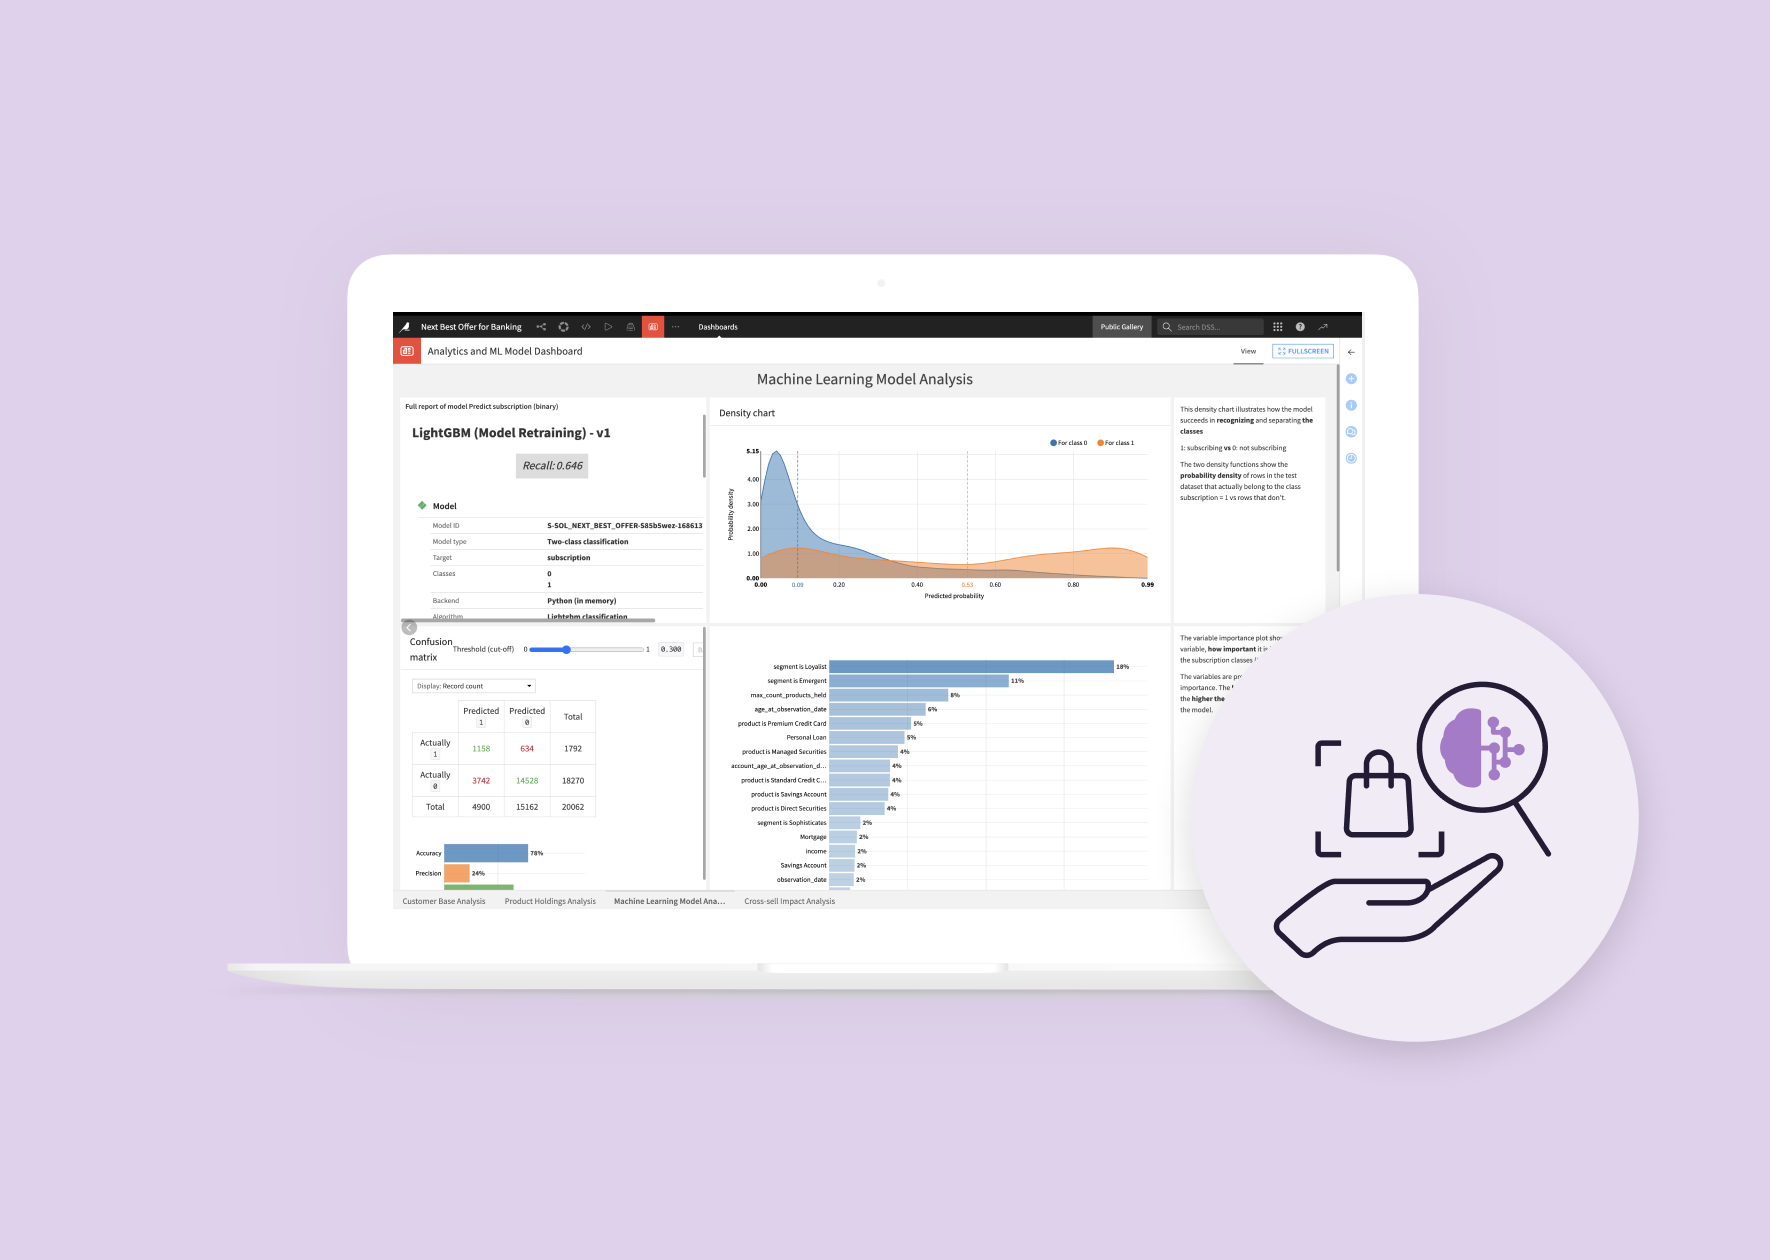 Next Best Offer for Banking
Dashboards
Public Gallery
Search DSS...
Analytics and ML Model Dashboard
View
FULLSCREEN
Machine Learning Model Analysis
Full report of model Predict subscription (binary)
LightGBM (Model Retraining) - v1
Recall: 0.646
Model
Model ID S-SOL_NEXT_BEST_OFFER-S85b5wez-168613
Model type Two-class classification
Target subscription
Classes 0
1
Backend Python (in memory)
Algorithm Lightgbm classification
Density chart
For class 0 For class 1
Probability density
5.15
4.00
3.00
2.00
1.00
0.00
0.00 0.09 0.20 0.40 0.53 0.60 0.80 0.99
Predicted probability
This density chart illustrates how the model
succeeds in recognizing and separating the
classes
1: subscribing vs 0: not subscribing
The two density functions show the
probability density of rows in the test
dataset that actually belong to the class
subscription = 1 vs rows that don't.
Confusion
matrix
Threshold (cut-off) 0 1 0.300
Display: Record count
Predicted 1 Predicted 0 Total
Actually 1 1158 634 1792
Actually 0 3742 14528 18270
Total 4900 15162 20062
Accuracy 78%
Precision 24%
segment is Loyalist 18%
segment is Emergent 11%
max_count_products_held 8%
age_at_observation_date 6%
product is Premium Credit Card 5%
Personal Loan 5%
product is Managed Securities 4%
account_age_at_observation_d... 4%
product is Standard Credit C... 4%
product is Savings Account 4%
product is Direct Securities 4%
segment is Sophisticates 2%
Mortgage 2%
income 2%
Savings Account 2%
observation_date 2%
The variable importance plot
variable, how important it
the subscription classes
The variables are
importance. The
the higher the
the model.
Customer Base Analysis
Product Holdings Analysis
Machine Learning Model Ana...
Cross-sell Impact Analysis